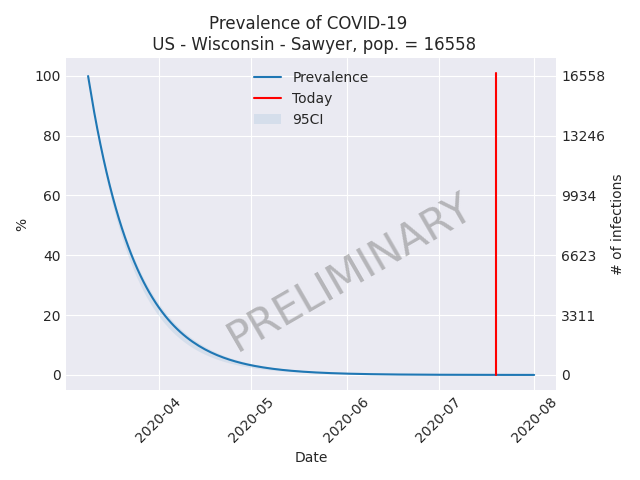 Prevalence of COVID-19
US - Wisconsin - Sawyer, pop. = 16558
Prevalence
Today
95CI
100
80
60
40
20
0
%
16558
13246
9934
6623
3311
0
# of infections
PRELIMINARY
2020-04
2020-05
2020-06
2020-07
2020-08
Date